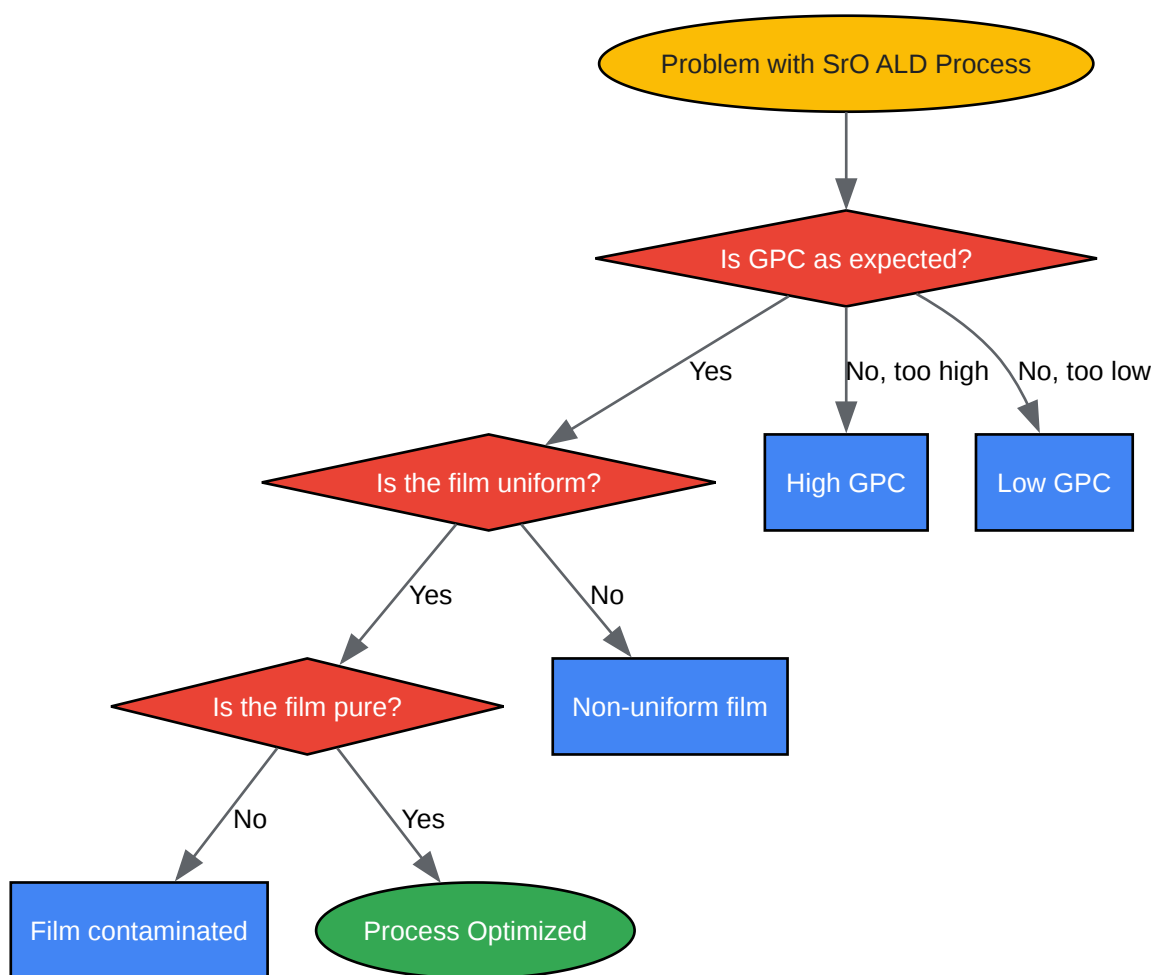 Problem with SrO ALD Process
Is GPC as expected?
Yes
No, too high
No, too low
Is the film uniform?
High GPC
Low GPC
Yes
No
Is the film pure?
Non-uniform film
No
Yes
Film contaminated
Process Optimized